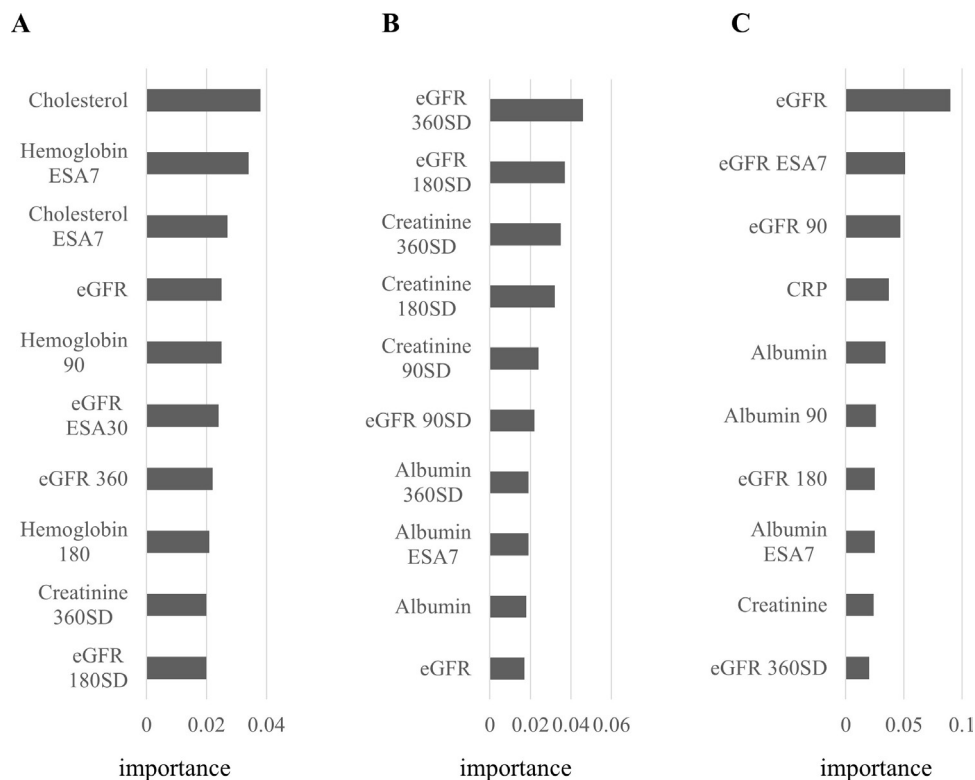 A
Cholesterol
Hemoglobin
ESA7
Cholesterol
ESA7
eGFR
Hemoglobin
90
eGFR
ESA30
eGFR 360
Hemoglobin
180
Creatinine
360SD
eGFR
180SD
0 0.02 0.04
importance
B
eGFR
360SD
eGFR
180SD
Creatinine
360SD
Creatinine
180SD
Creatinine
90SD
eGFR 90SD
Albumin
360SD
Albumin
ESA7
Albumin
eGFR
0 0.02 0.04 0.06
importance
C
eGFR
eGFR ESA7
eGFR 90
CRP
Albumin
Albumin 90
eGFR 180
Albumin
ESA7
Creatinine
eGFR 360SD
0 0.05 0.1
importance